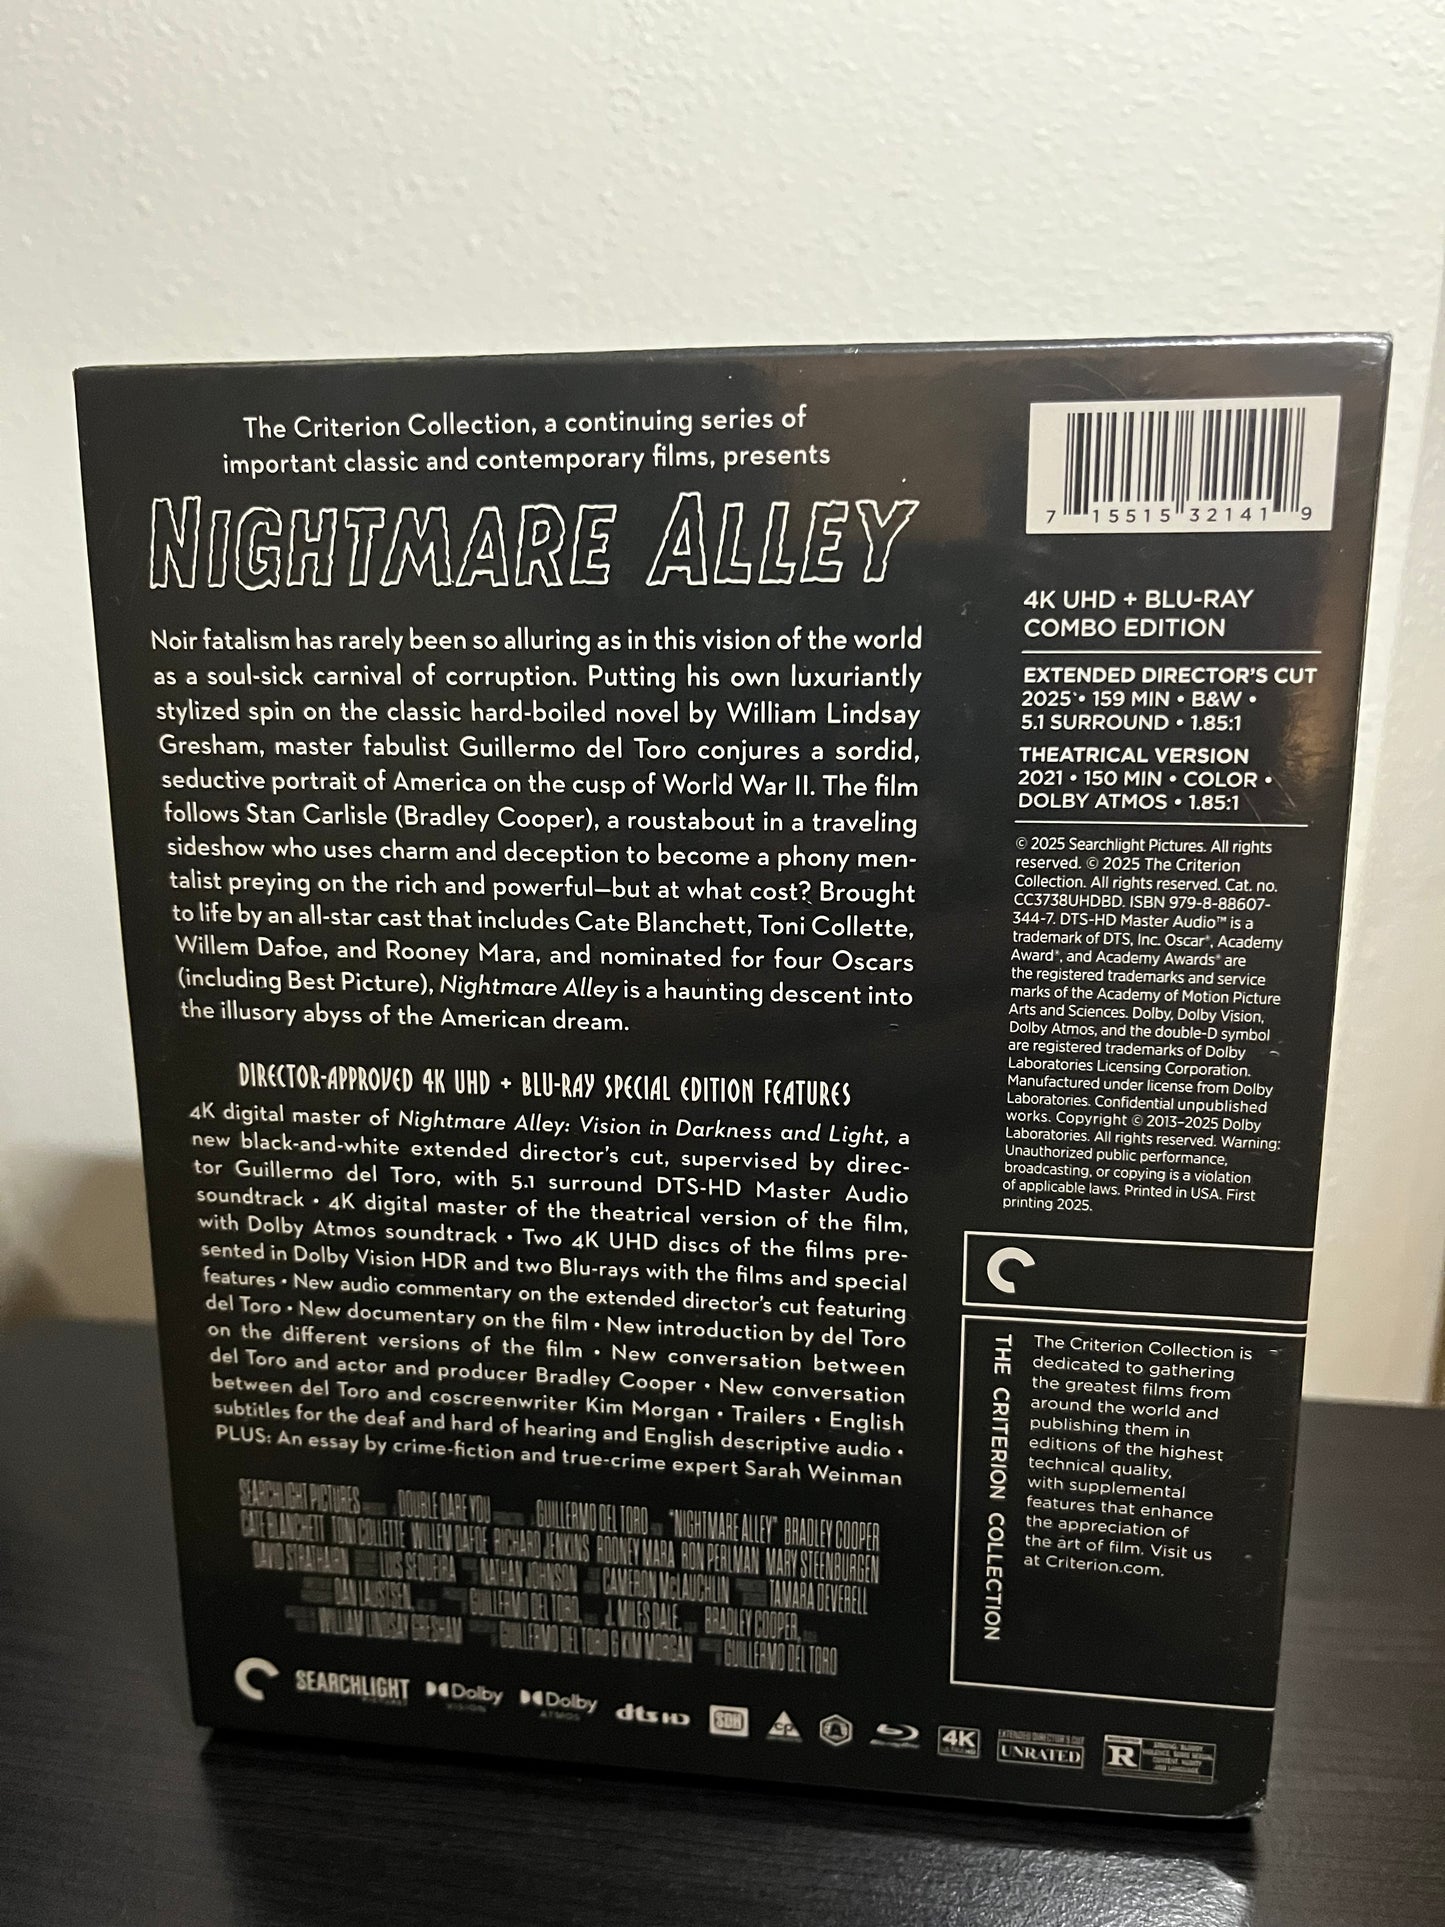 The Criterion Collection, a continuing series of
important classic and contemporary films, presents
NIGHTMARE ALLEY
Noir fatalism has rarely been so alluring as in this vision of the world
as a soul-sick carnival of corruption. Putting his own luxuriantly
stylized spin on the classic hard-boiled novel by William Lindsay
Gresham, master fabulist Guillermo del Toro conjures a sordid,
seductive portrait of America on the cusp of World War II. The film
follows Stan Carlisle (Bradley Cooper), a roustabout in a traveling
sideshow who uses charm and deception to become a phony men-
talist preying on the rich and powerful—but at what cost? Brought
to life by an all-star cast that includes Cate Blanchett, Toni Collette,
Willem Dafoe, and Rooney Mara, and nominated for four Oscars
(including Best Picture), Nightmare Alley is a haunting descent into
the illusory abyss of the American dream.
DIRECTOR-APPROVED 4K UHD + BLU-RAY SPECIAL EDITION FEATURES
4K digital master of Nightmare Alley: Vision in Darkness and Light, a
new black-and-white extended director's cut, supervised by direc-
tor Guillermo del Toro, with 5.1 surround DTS-HD Master Audio
soundtrack • 4K digital master of the theatrical version of the film,
with Dolby Atmos soundtrack • Two 4K UHD discs of the films pre-
sented in Dolby Vision HDR and two Blu-rays with the films and special
features • New audio commentary on the extended director's cut featuring
del Toro • New documentary on the film • New introduction by del Toro
on the different versions of the film • New conversation between
del Toro and actor and producer Bradley Cooper • New conversation
between del Toro and coscreenwriter Kim Morgan • Trailers • English
subtitles for the deaf and hard of hearing and English descriptive audio •
PLUS: An essay by crime-fiction and true-crime expert Sarah Weinman
SEARCHLIGHT PICTURES DOUBLE DARE YOU GUILLERMO DEL TORO "NIGHTMARE ALLEY" BRADLEY COOPER
CATE BLANCHETT TONI COLLETTE WILLEM DAFOE RICHARD JENKINS ROONEY MARA RON PERLMAN MARY STEENBURGEN
DAVID STRATHAIRN LUIS SEQUEIRA NATHAN JOHNSON CAMERON McLAUCHLIN TAMARA DEVERELL
DAN LAUSTSEN GUILLERMO DEL TORO, J. MILES DALE, BRADLEY COOPER,
WILLIAM LINDSAY GRESHAM GUILLERMO DEL TORO & KIM MORGAN GUILLERMO DEL TORO
SEARCHLIGHT PICTURES Dolby VISION Dolby ATMOS dts HD SDH CP A 4K ULTRA HD EXTENDED DIRECTOR'S CUT UNRATED R
7 15515 32141 9
4K UHD + BLU-RAY
COMBO EDITION
EXTENDED DIRECTOR'S CUT
2025 • 159 MIN • B&W •
5.1 SURROUND • 1.85:1
THEATRICAL VERSION
2021 • 150 MIN • COLOR •
DOLBY ATMOS • 1.85:1
© 2025 Searchlight Pictures. All rights
reserved. © 2025 The Criterion
Collection. All rights reserved. Cat. no.
CC3738UHDBD. ISBN 979-8-88607-
344-7. DTS-HD Master Audio™ is a
trademark of DTS, Inc. Oscar®, Academy
Award®, and Academy Awards® are
the registered trademarks and service
marks of the Academy of Motion Picture
Arts and Sciences. Dolby, Dolby Vision,
Dolby Atmos, and the double-D symbol
are registered trademarks of Dolby
Laboratories Licensing Corporation.
Manufactured under license from Dolby
Laboratories. Confidential unpublished
works. Copyright © 2013–2025 Dolby
Laboratories. All rights reserved. Warning:
Unauthorized public performance,
broadcasting, or copying is a violation
of applicable laws. Printed in USA. First
printing 2025.
THE CRITERION COLLECTION
The Criterion Collection is
dedicated to gathering
the greatest films from
around the world and
publishing them in
editions of the highest
technical quality,
with supplemental
features that enhance
the appreciation of
the art of film. Visit us
at Criterion.com.